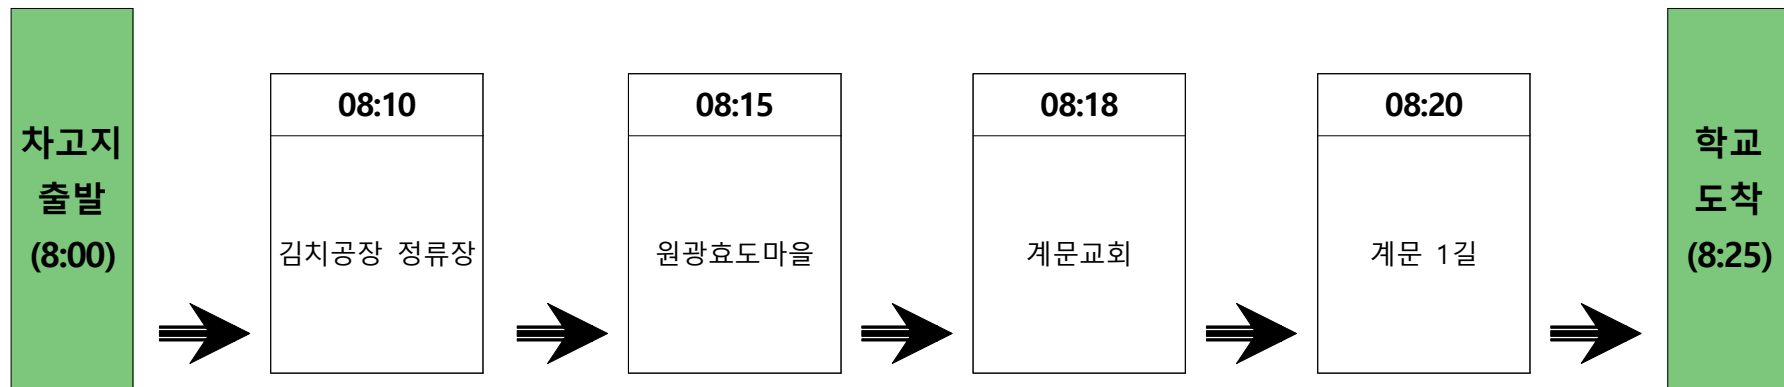 차고지
출발
(8:00)
08:10
김치공장 정류장
08:15
원광효도마을
08:18
계문교회
08:20
계문 1길
학교
도착
(8:25)